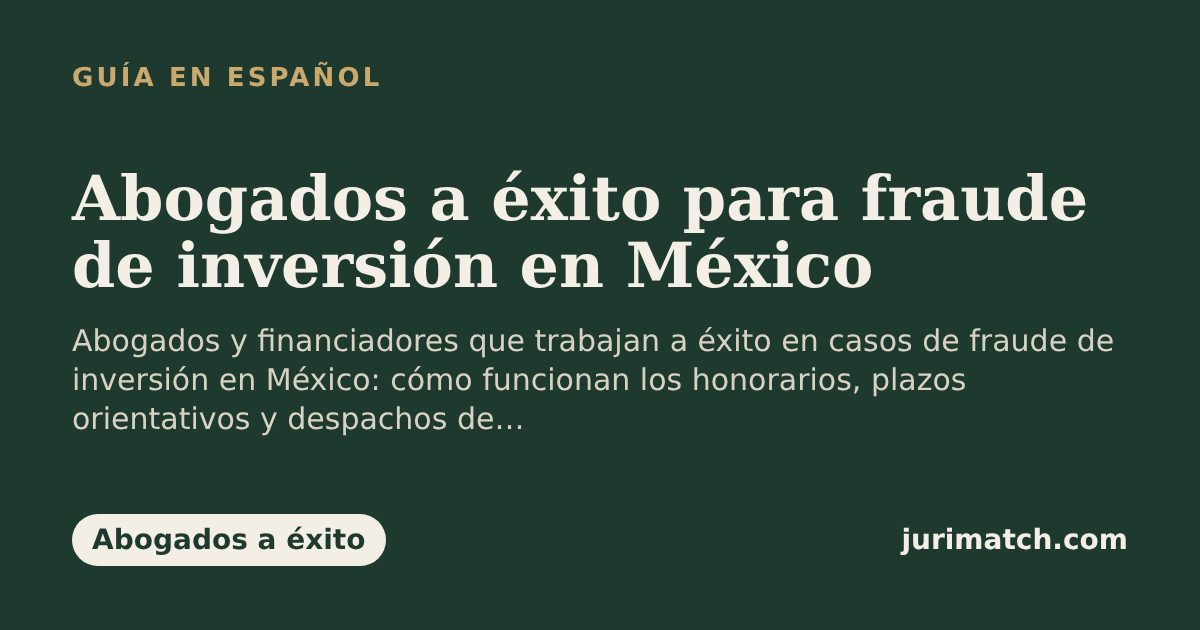 GUÍA EN ESPAÑOL
Abogados a éxito para fraude
de inversión en México
Abogados y financiadores que trabajan a éxito en casos de fraude de
inversión en México: cómo funcionan los honorarios, plazos
orientativos y despachos de…
Abogados a éxito
jurimatch.com